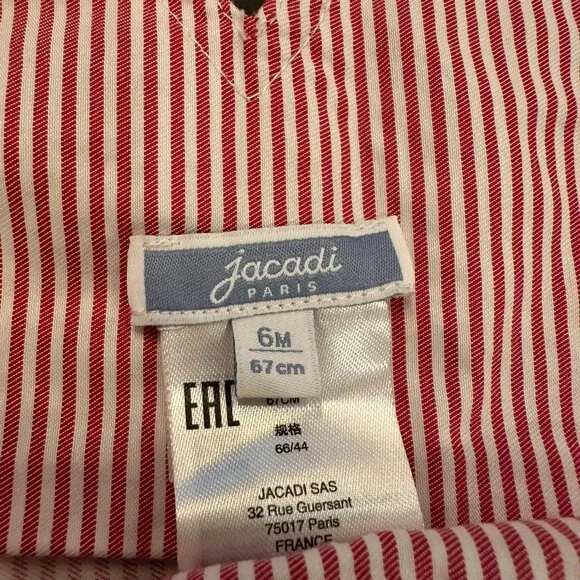 jacadi
PARIS
6M
67cm
EAC
67CM
规格
66/44
JACADI SAS
32 Rue Guersant
75017 Paris
FRANCE